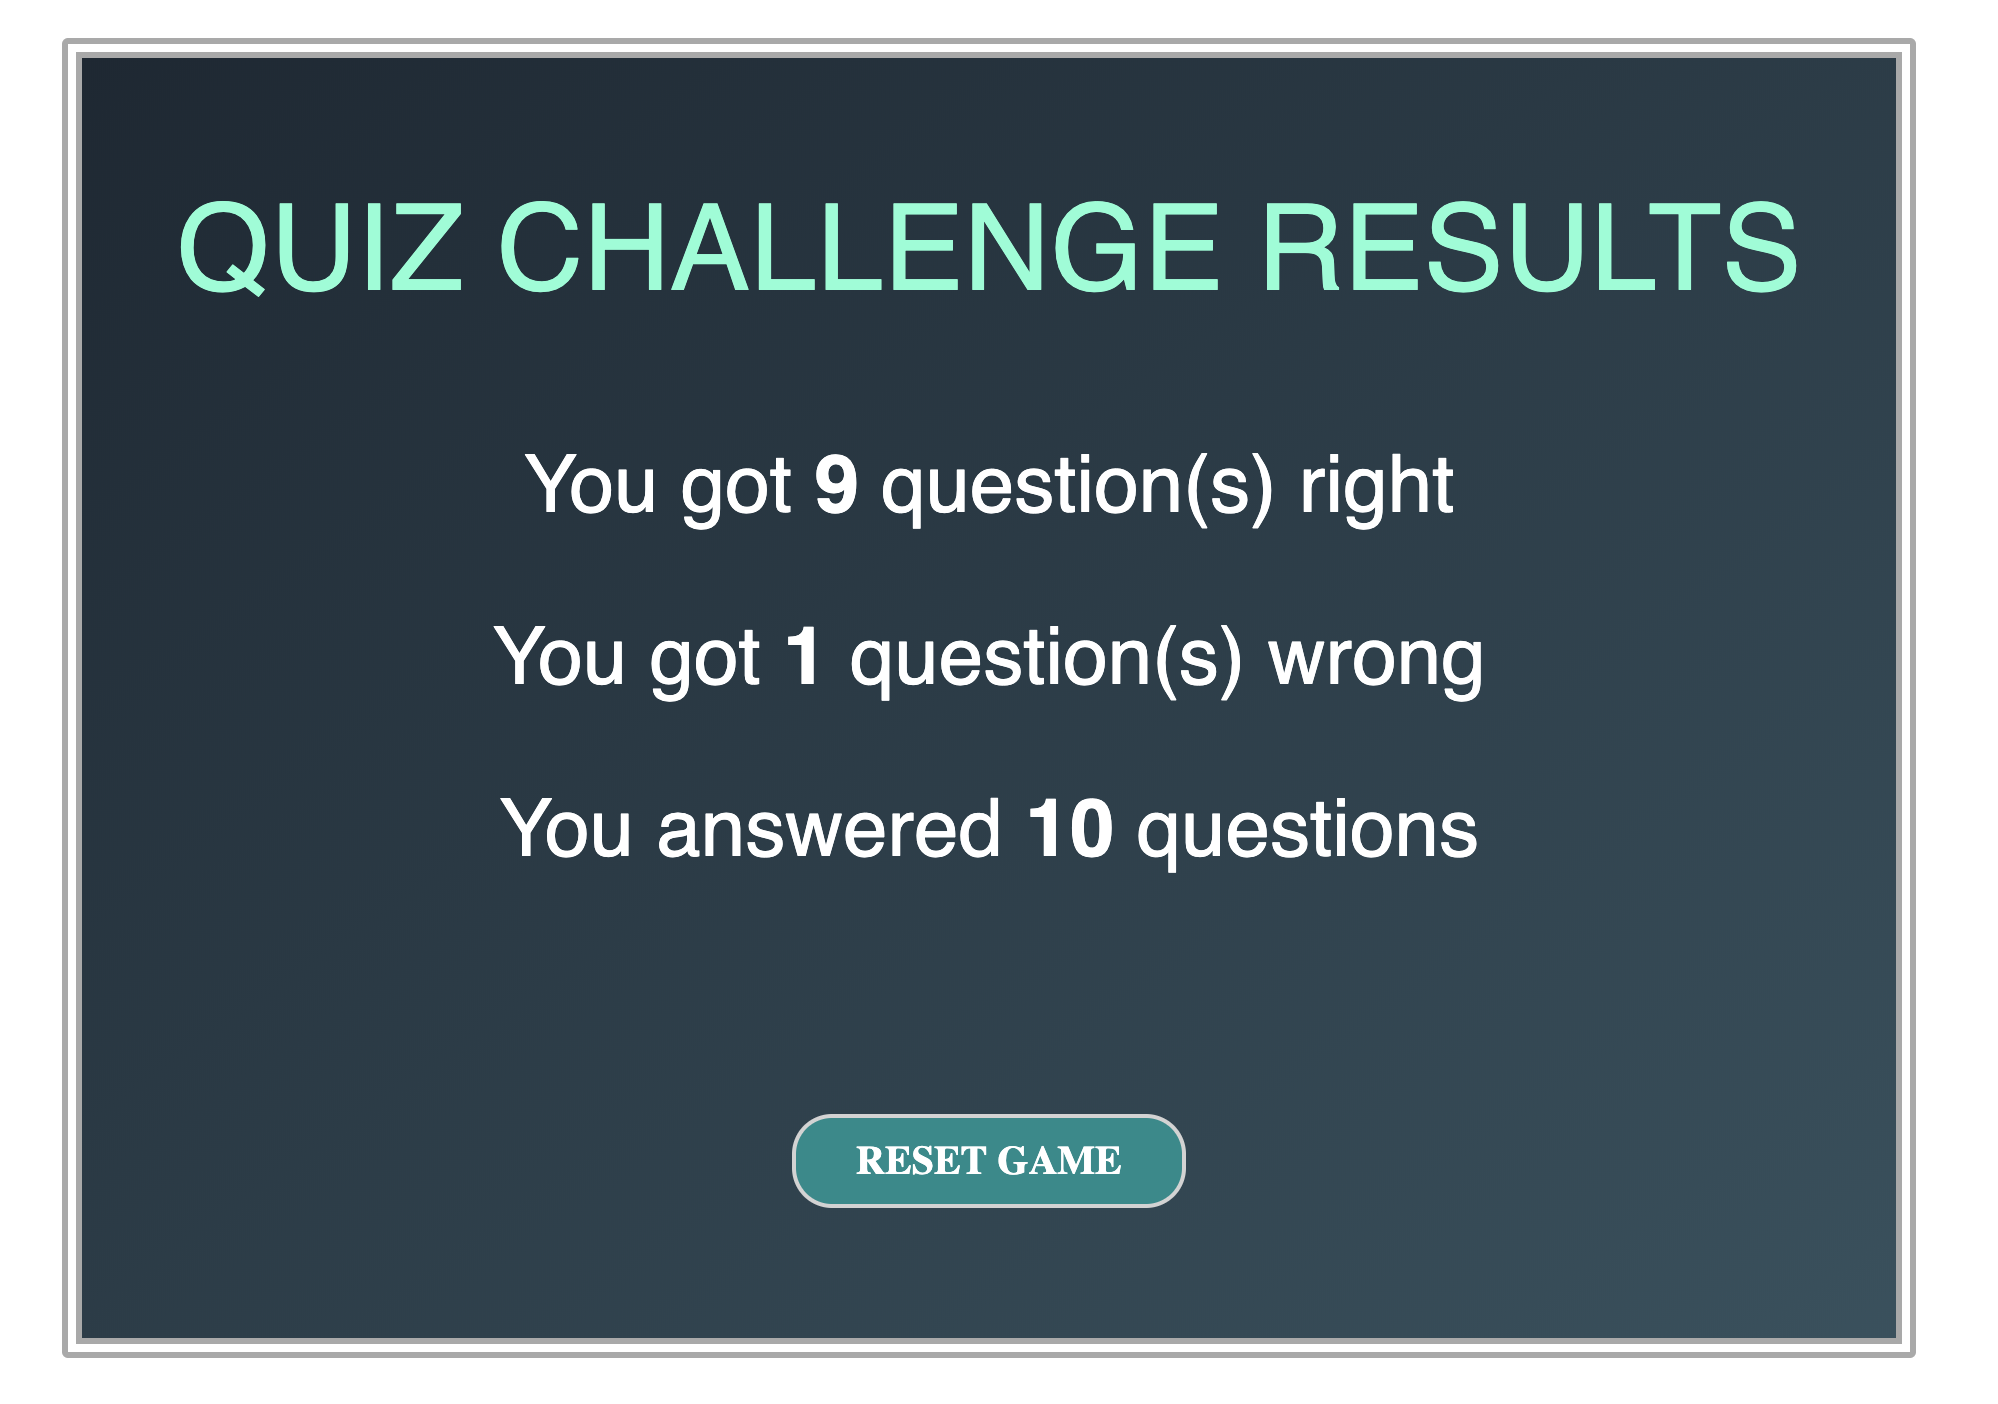 QUIZ CHALLENGE RESULTS
You got 9 question(s) right
You got 1 question(s) wrong
You answered 10 questions
RESET GAME